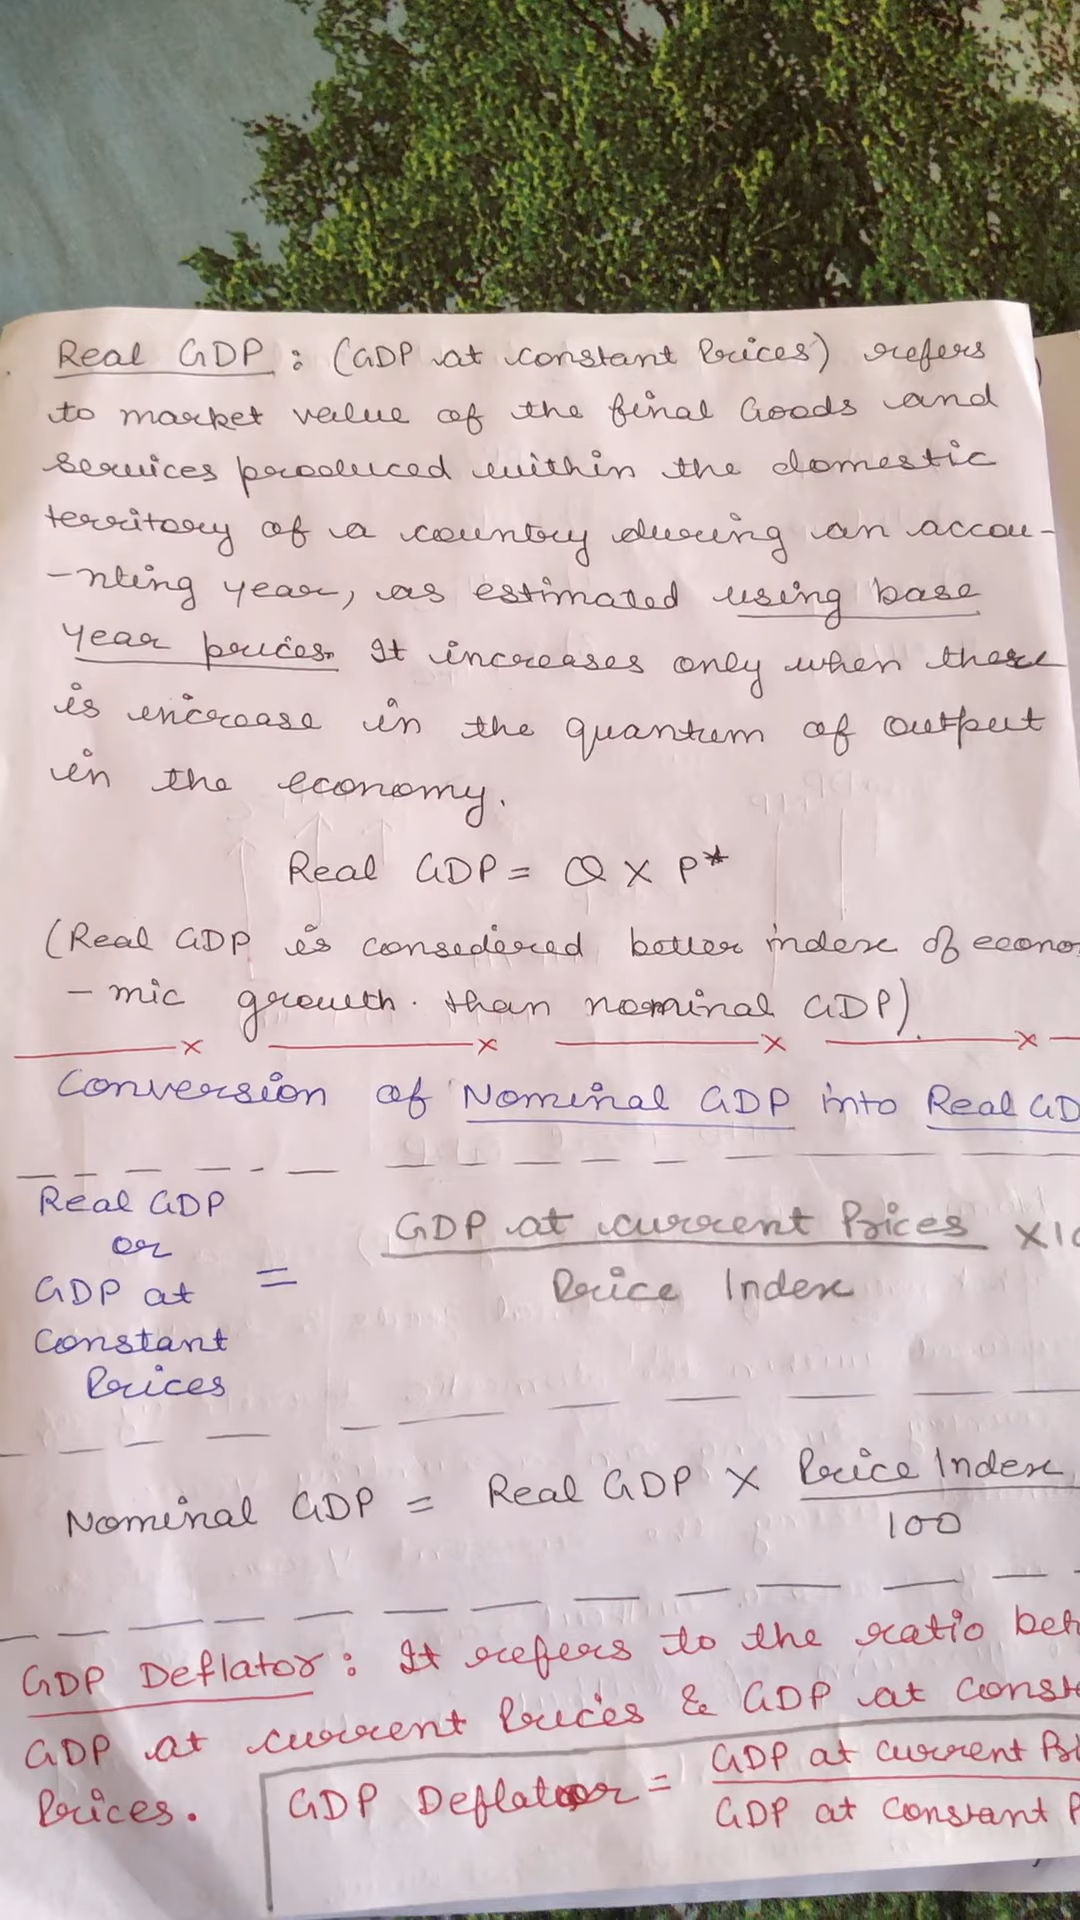 Real GDP : (GDP at constant Prices) refers
to market value of the final Goods and
services produced within the domestic
territory of a country during an accou-
-nting year, as estimated using base
year prices. It increases only when there
is increase in the quantum of output
in the economy.
Real GDP = Q X P*
(Real GDP is considered better index of econo
- mic growth. than nominal GDP).
Conversion of Nominal GDP into Real GD
Real GDP
or
GDP at
Constant
Prices
=
GDP at current Prices
Price Index
X 10
Nominal GDP = Real GDP X Price Index
100
GDP Deflator : It refers to the ratio bet
GDP at current Prices & GDP at const
Prices.
GDP Deflator = GDP at current Pri
GDP at constant P